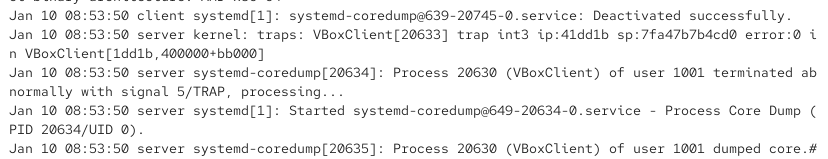 Jan 10 08:53:50 client systemd[1]: systemd-coredump@639-20745-0.service: Deactivated successfully.
Jan 10 08:53:50 server kernel: traps: VBoxClient[20633] trap int3 ip:41dd1b sp:7fa47b7b4cd0 error:0 i
n VBoxClient[1dd1b,400000+bb000]
Jan 10 08:53:50 server systemd-coredump[20634]: Process 20630 (VBoxClient) of user 1001 terminated ab
normally with signal 5/TRAP, processing...
Jan 10 08:53:50 server systemd[1]: Started systemd-coredump@649-20634-0.service - Process Core Dump (
PID 20634/UID 0).
Jan 10 08:53:50 server systemd-coredump[20635]: Process 20630 (VBoxClient) of user 1001 dumped core.#